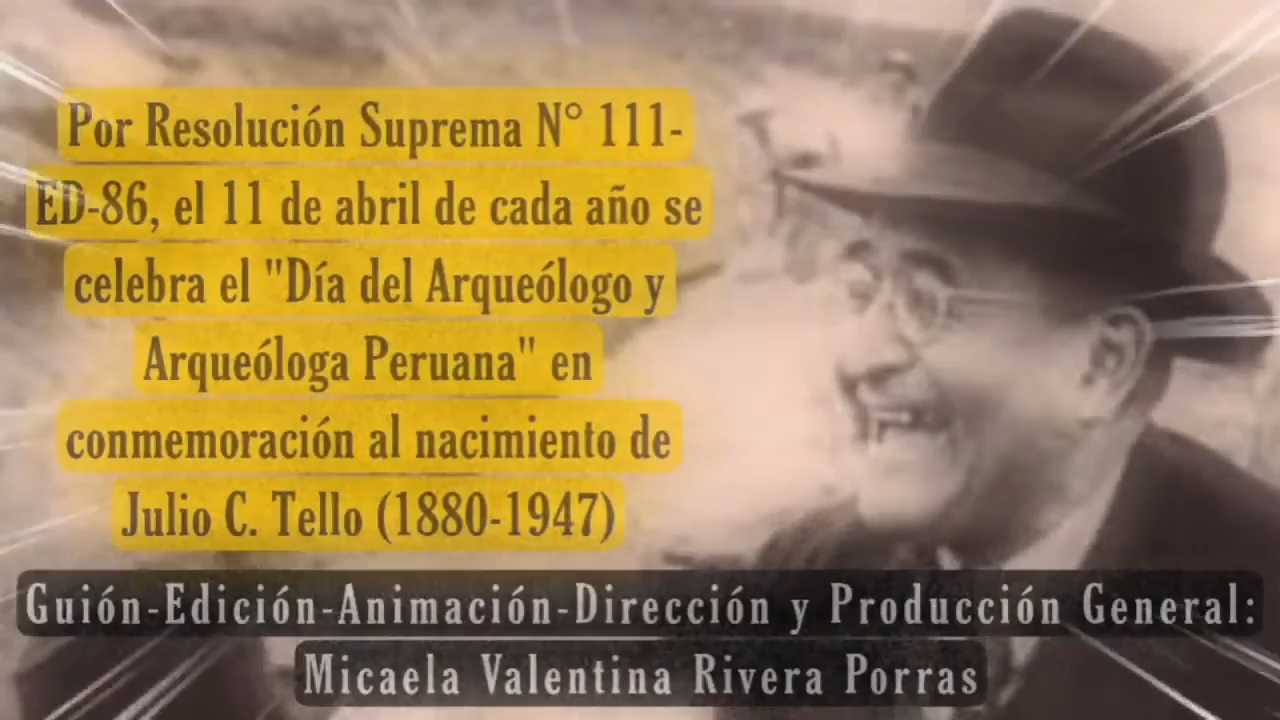 Por Resolución Suprema N° 111-
ED-86, el 11 de abril de cada año se
celebra el "Día del Arqueólogo y
Arqueóloga Peruana" en
conmemoración al nacimiento de
Julio C. Tello (1880-1947)
Guión-Edición-Animación-Dirección y Producción General:
Micaela Valentina Rivera Porras